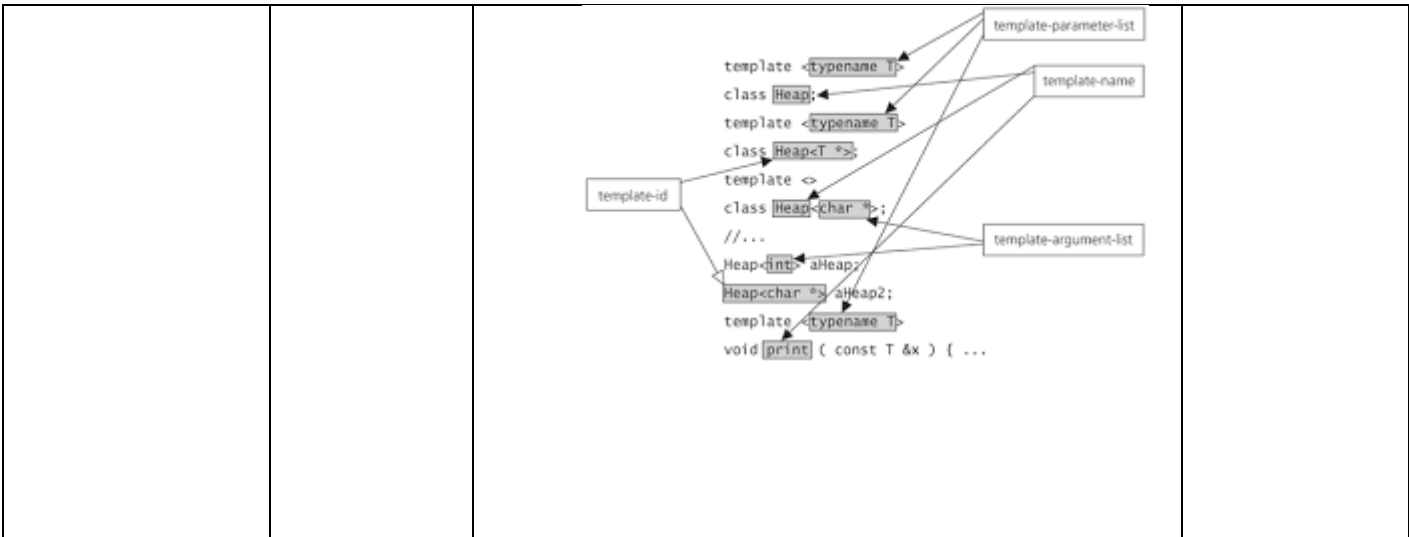 template-parameter-list
template <typename T>
template-name
class Heap;
template <typename T>
class Heap<T *>;
template <>
template-id
class Heap<char *>;
//...
template-argument-list
Heap<int> aHeap;
Heap<char *> aHeap2;
template <typename T>
void print ( const T &x ) { ...